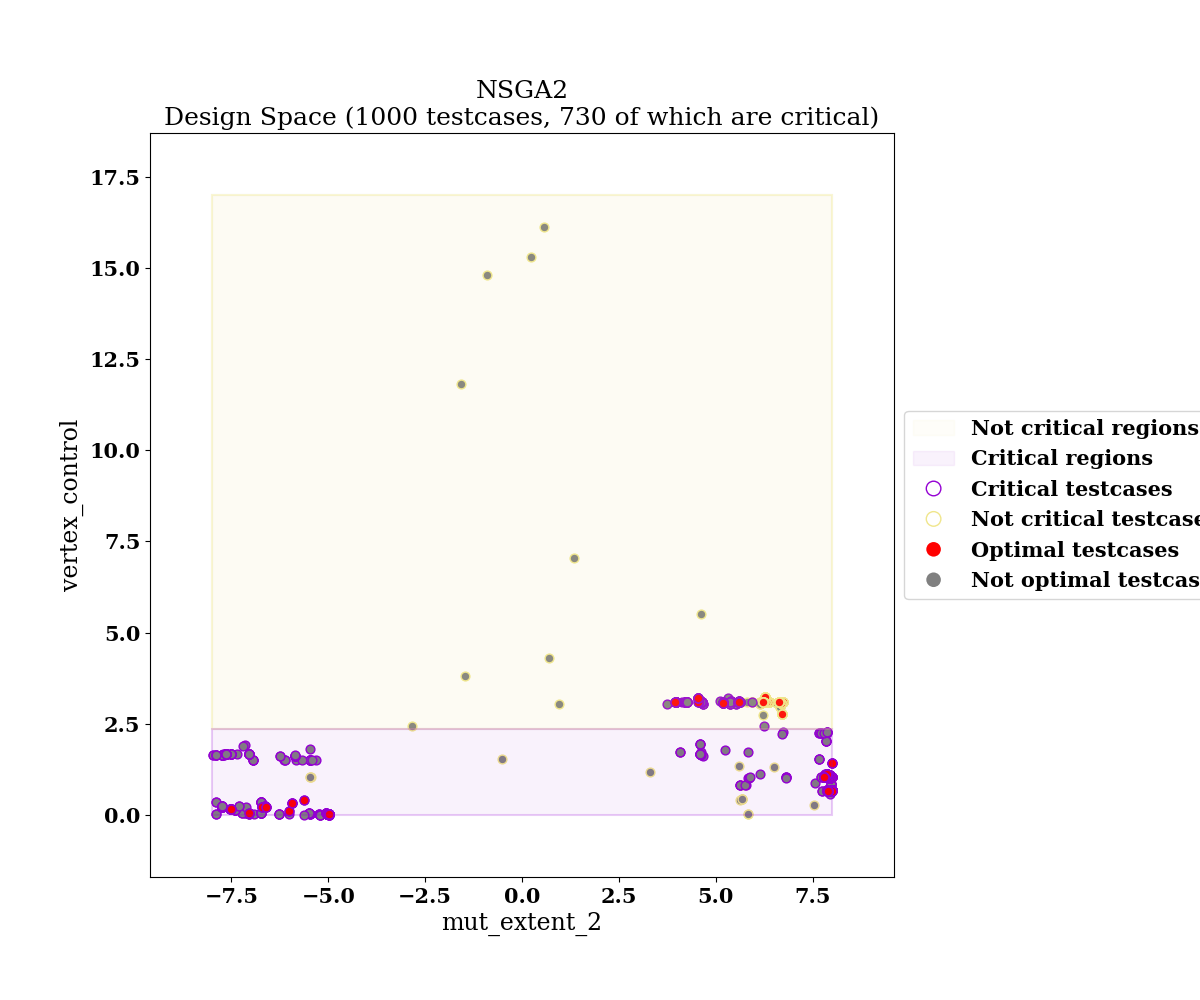 NSGA2
Design Space (1000 testcases, 730 of which are critical)
17.5
15.0
12.5
10.0
7.5
5.0
2.5
0.0
vertex_control
−7.5
−5.0
−2.5
0.0
2.5
5.0
7.5
mut_extent_2
Not critical regions
Critical regions
Critical testcases
Not critical testcase
Optimal testcases
Not optimal testcas